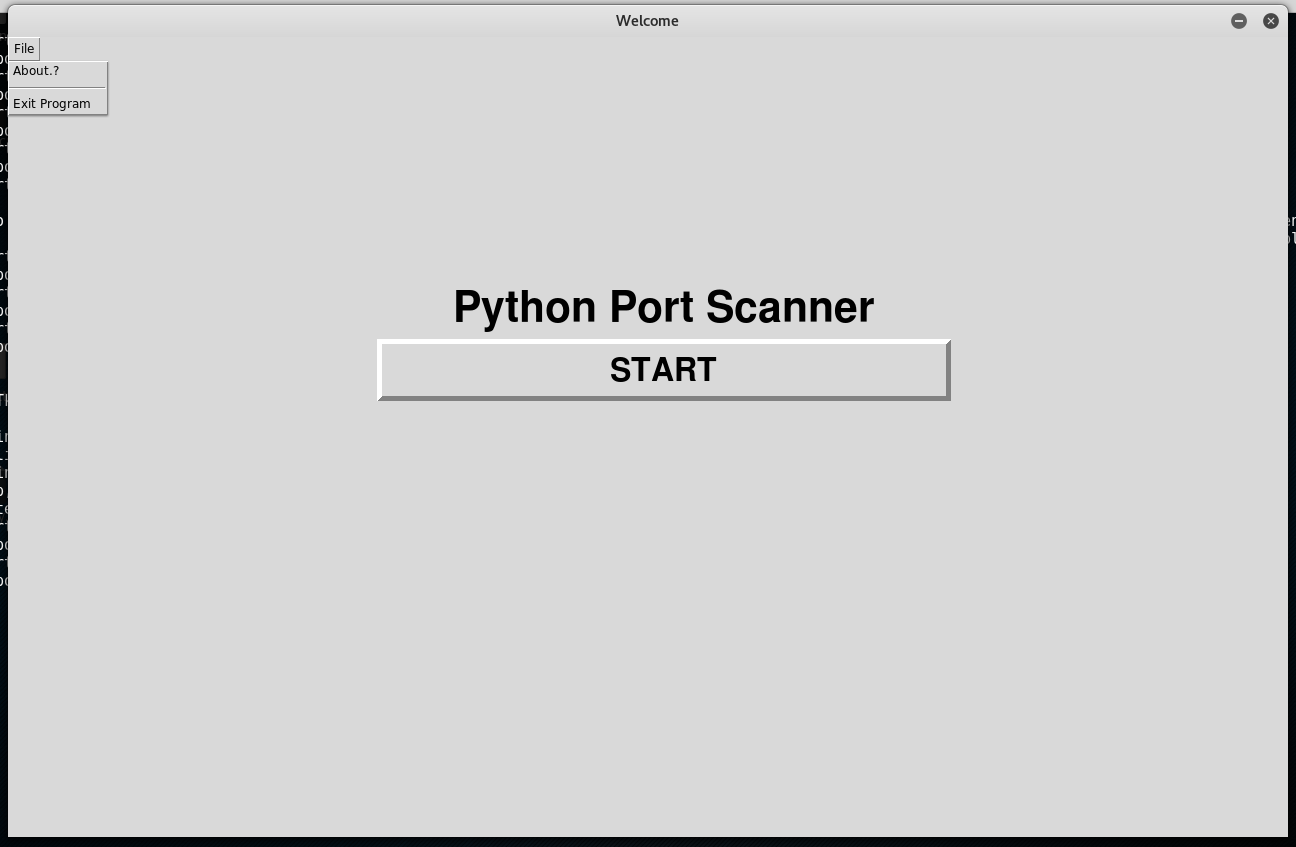 Welcome
File
About.?
Exit Program
Python Port Scanner
START